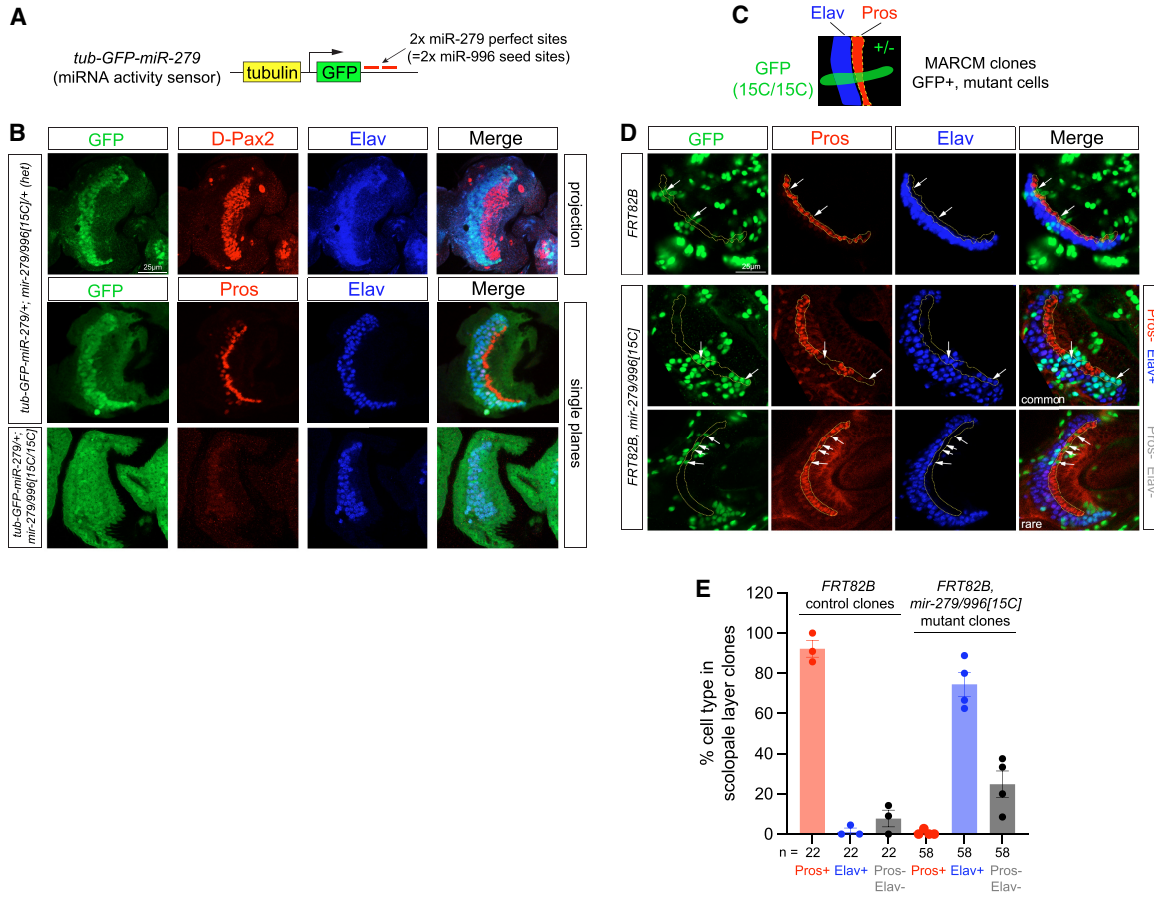 A
tub-GFP-miR-279
(miRNA activity sensor)
tubulin
GFP
2x miR-279 perfect sites
(=2x miR-996 seed sites)
B
GFP
D-Pax2
Elav
Merge
tub-GFP-miR-279/+; mir-279/996[15C]/+ (het)
25µm
projection
GFP
Pros
Elav
Merge
single planes
tub-GFP-miR-279/+;
mir-279/996[15C/15C]
C
Elav
Pros
+/-
GFP
(15C/15C)
MARCM clones
GFP+, mutant cells
D
GFP
Pros
Elav
Merge
FRT82B
25µm
FRT82B, mir-279/996[15C]
common
Pros- Elav+
rare
Pros- Elav-
E
% cell type in
scolopale layer clones
120
100
80
60
40
20
0
FRT82B
control clones
FRT82B,
mir-279/996[15C]
mutant clones
n = 22 22 22 58 58 58
Pros+ Elav+ Pros- Pros+ Elav+ Pros-
Elav- Elav-